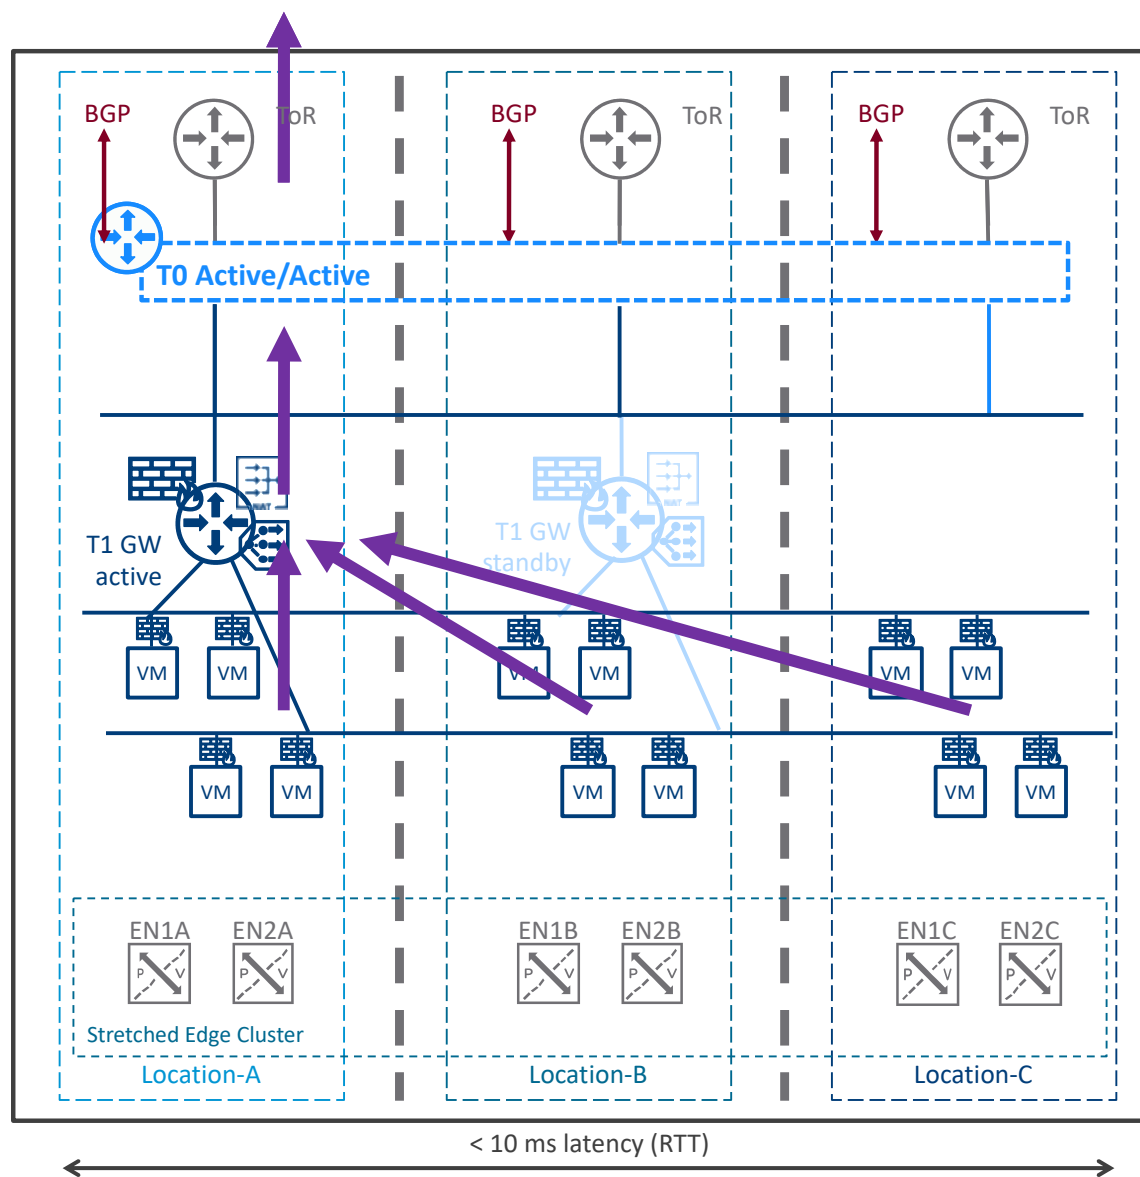 BGP
ToR
BGP
ToR
BGP
ToR
T0 Active/Active
NAT
NAT
T1 GW
active
T1 GW
standby
VM
VM
VM
VM
VM
VM
VM
VM
VM
VM
VM
VM
EN1A
EN2A
EN1B
EN2B
EN1C
EN2C
P
V
P
V
P
V
P
V
P
V
P
V
Stretched Edge Cluster
Location-A
Location-B
Location-C
< 10 ms latency (RTT)